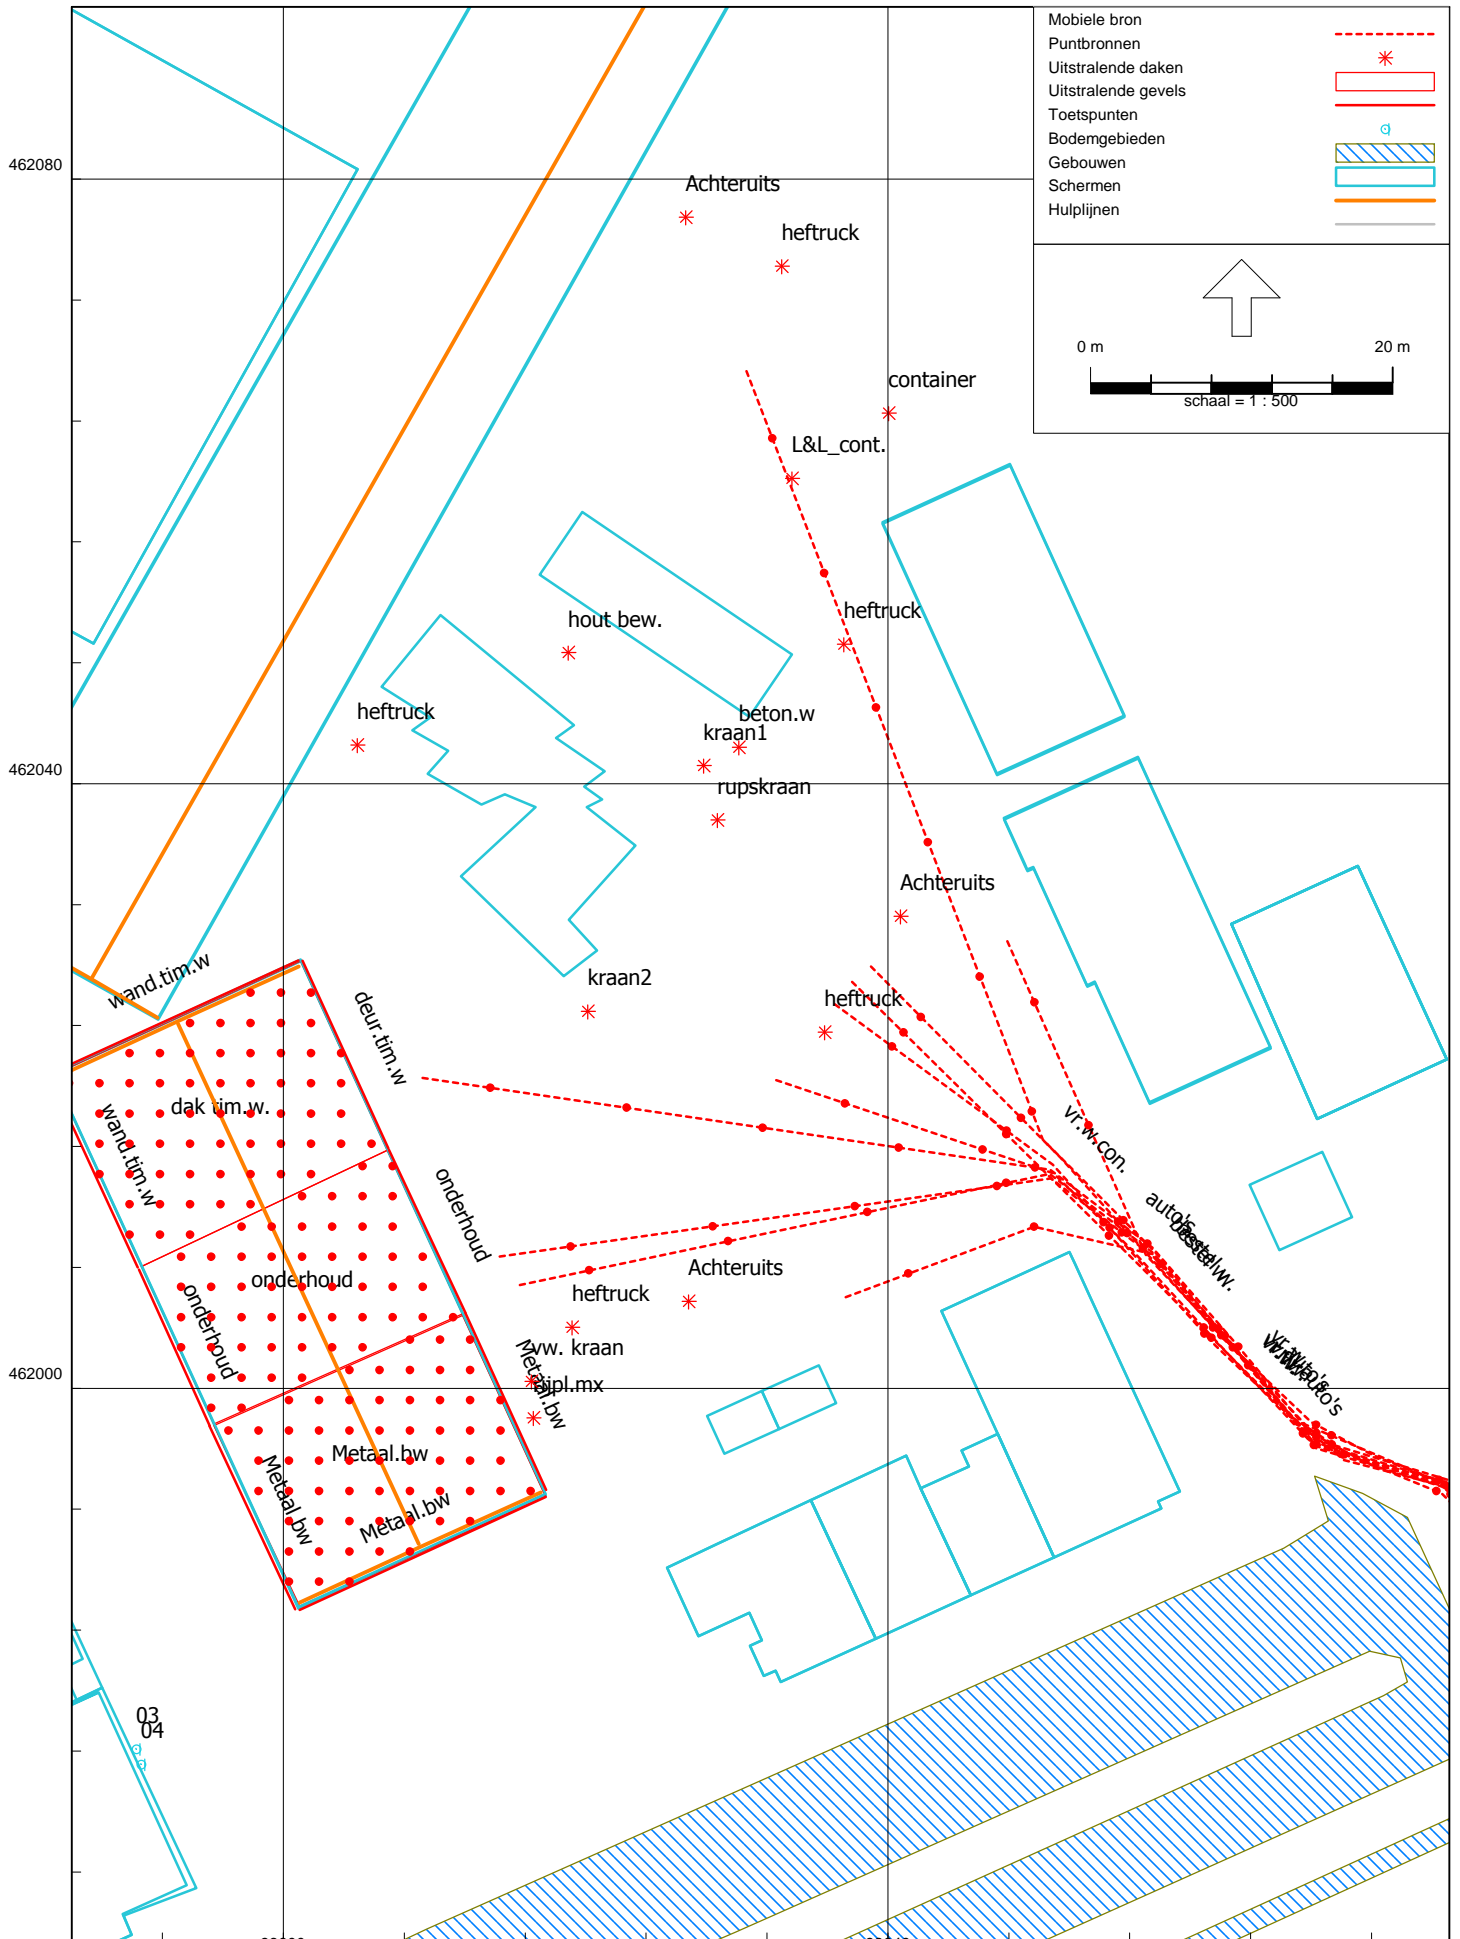 Mobiele bron
Puntbronnen
Uitstralende daken
Uitstralende gevels
Toetspunten
Bodemgebieden
Gebouwen
Schermen
Hulplijnen
0 m 20 m
schaal = 1 : 500
462080
Achteruits
heftruck
container
L&L_cont.
heftruck
hout bew.
heftruck
beton.w
kraan1
462040
rupskraan
Achteruits
wand.tim.w
kraan2
heftruck
deur.tim.w
dak tim.w.
wand.tim.w
vr.w.con.
onderhoud
auto's
onderhoud
Achteruits
heftruck
onderhoud
vw. kraan
462000
Metaal.bw
Metaal.bw
Metaal.bw
Metaal.bw
03
04